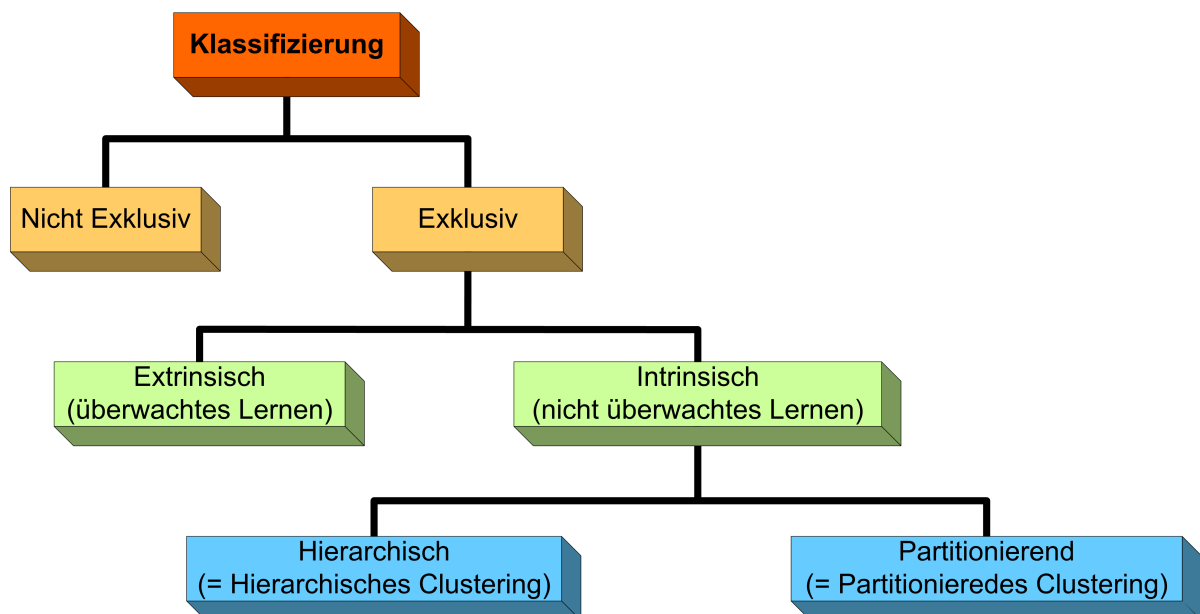 Klassifizierung
Nicht Exklusiv
Exklusiv
Extrinsisch
(überwachtes Lernen)
Intrinsisch
(nicht überwachtes Lernen)
Hierarchisch
(= Hierarchisches Clustering)
Partitionierend
(= Partitionieredes Clustering)